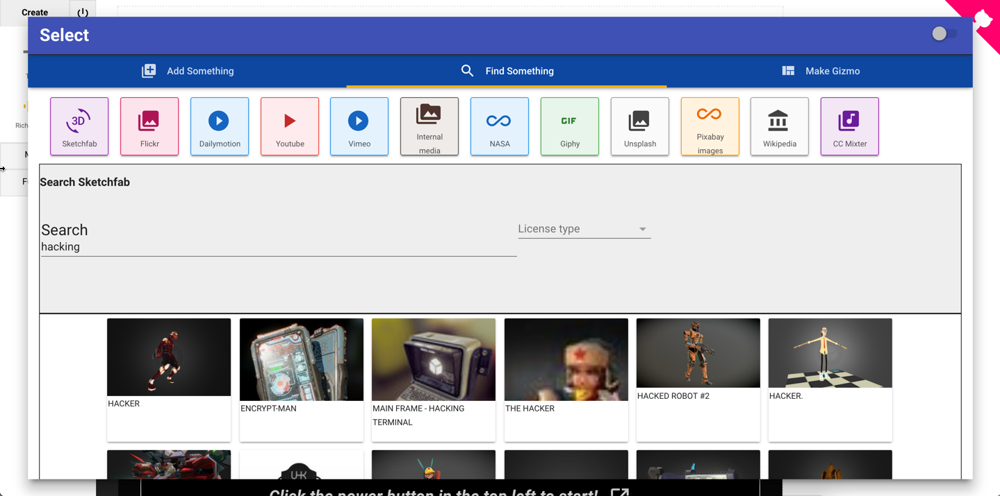 Create
Select
Add Something
Find Something
Make Gizmo
Rich
3D
Sketchfab
Flickr
Dailymotion
Youtube
Vimeo
Internal
media
NASA
GIF
Giphy
Unsplash
Pixabay
images
Wikipedia
CC Mixter
Search Sketchfab
Search
hacking
License type
HACKER
ENCRYPT-MAN
MAIN FRAME - HACKING
TERMINAL
THE HACKER
HACKED ROBOT #2
HACKER.
Click the power button in the top left to start!